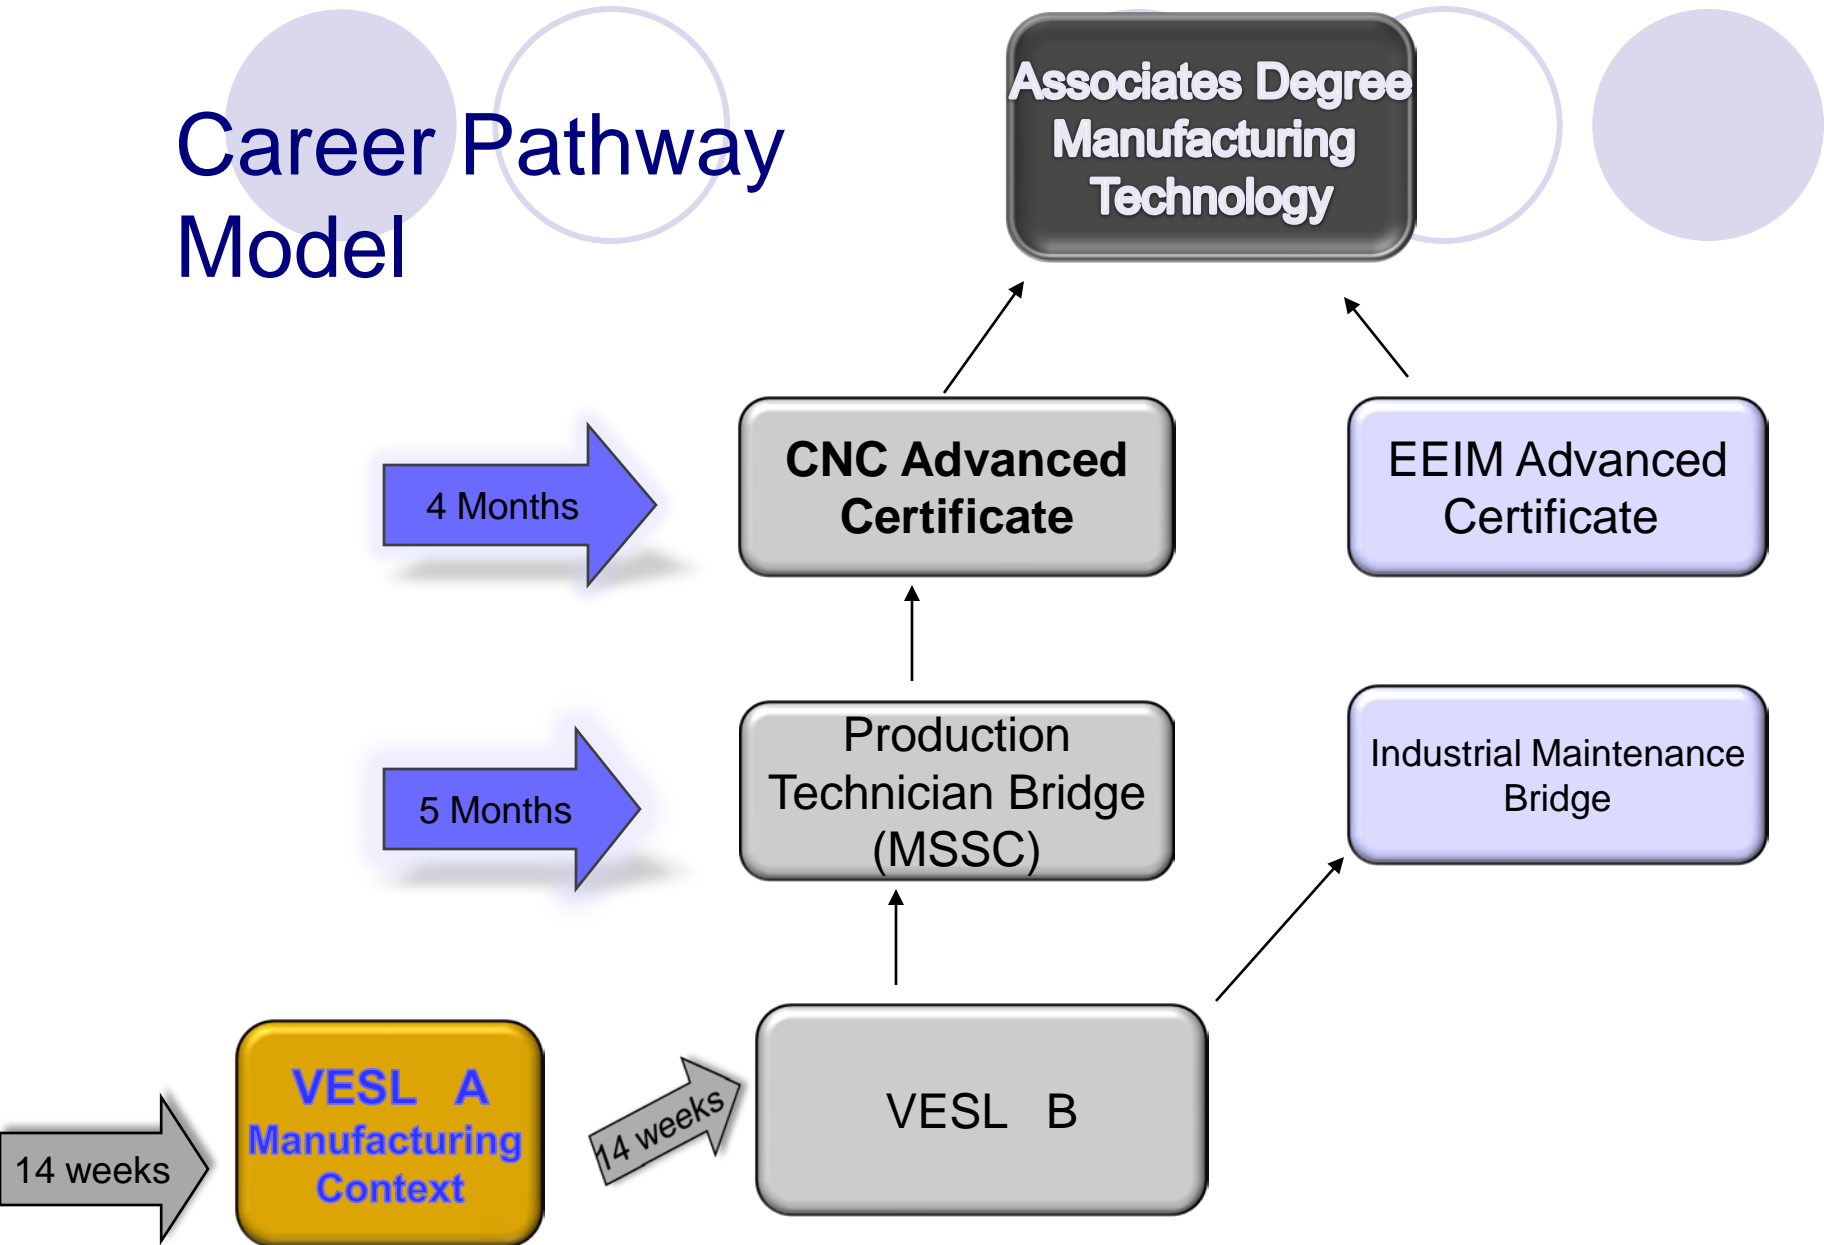 Career Pathway
Model
Associates Degree
Manufacturing
Technology
4 Months
CNC Advanced
Certificate
EEIM Advanced
Certificate
5 Months
Production
Technician Bridge
(MSSC)
Industrial Maintenance
Bridge
14 weeks
VESL A
Manufacturing
Context
14 weeks
VESL B